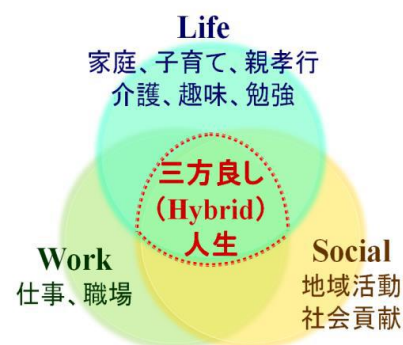 Life
家庭、子育て、親孝行
介護、趣味、勉強
三方良し
(Hybrid)
人生
Work
仕事、職場
Social
地域活動
社会貢献